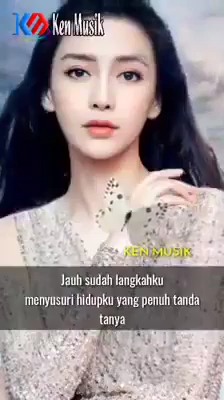 Ken Musik
KEN MUSIK
Jauh sudah langkahku
menyusuri hidupku yang penuh tanda
tanya